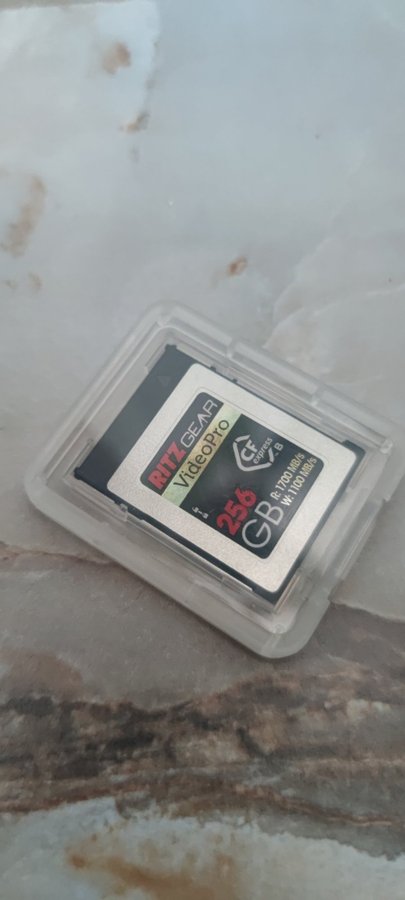 RITZ GEAR
VideoPro
CF
express
B
256
GB
R: 1700 MB/s
W: 1100 MB/s